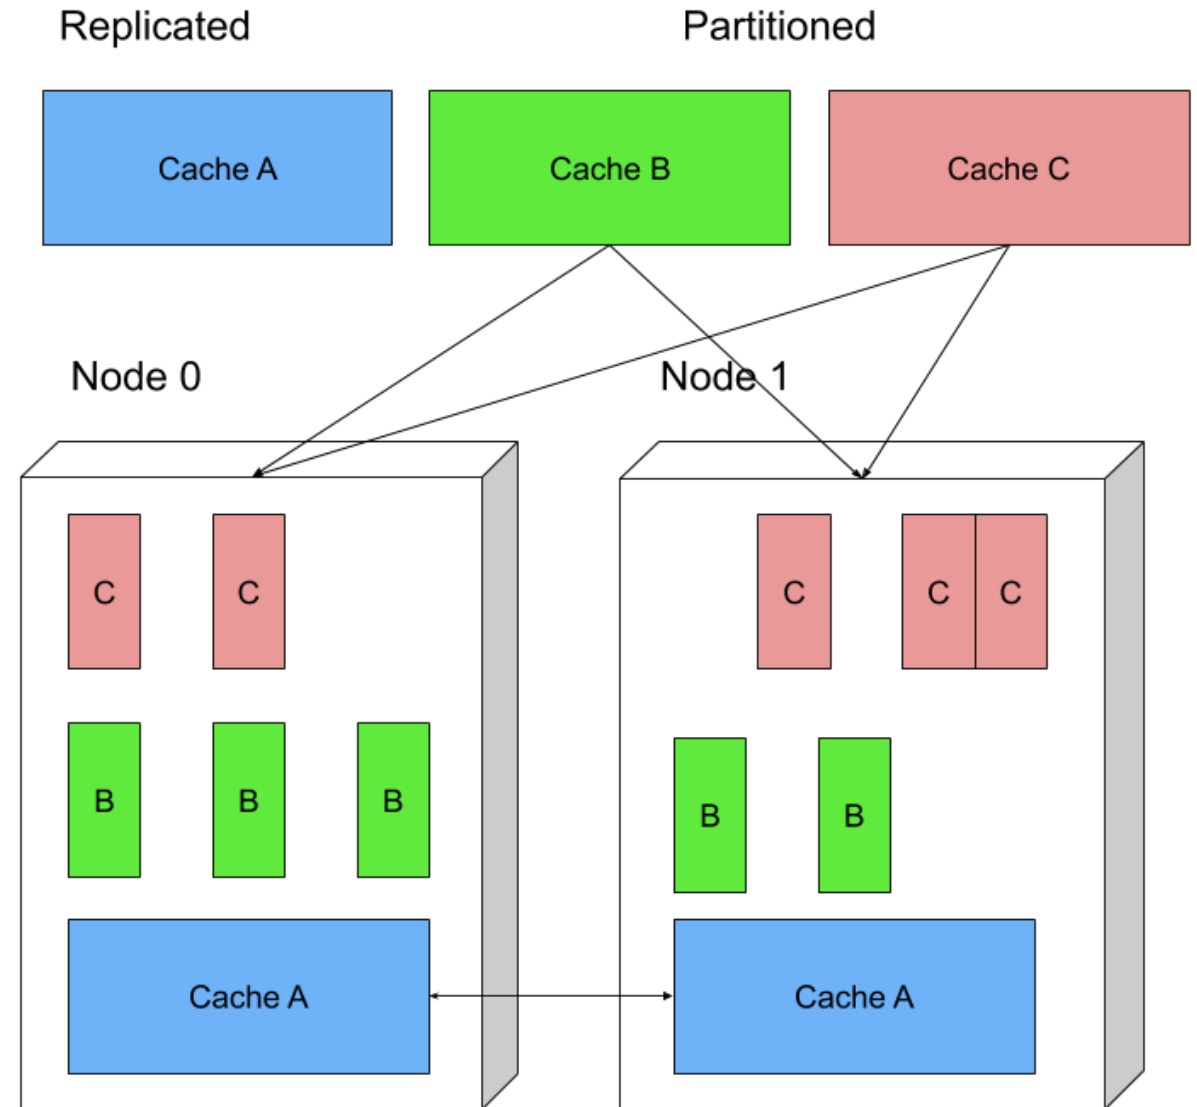 Replicated
Partitioned
Cache A
Cache B
Cache C
Node 0
Node 1
C
C
C
C
C
B
B
B
B
B
Cache A
Cache A